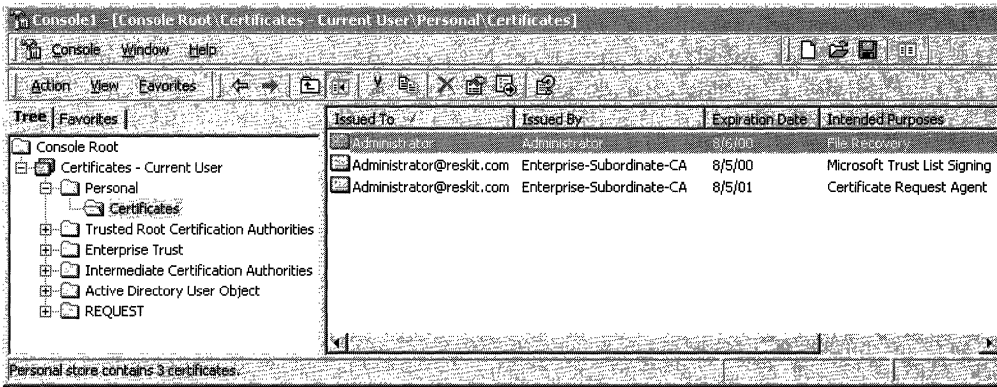 Console1 - [Console Root\Certificates - Current User\Personal\Certificates]
Console Window Help
Action View Favorites
Tree Favorites
Console Root
Certificates - Current User
Personal
Certificates
Trusted Root Certification Authorities
Enterprise Trust
Intermediate Certification Authorities
Active Directory User Object
REQUEST
Issued To Issued By Expiration Date Intended Purposes
Administrator Administrator 8/6/00 File Recovery
Administrator@reskit.com Enterprise-Subordinate-CA 8/5/00 Microsoft Trust List Signing
Administrator@reskit.com Enterprise-Subordinate-CA 8/5/01 Certificate Request Agent
Personal store contains 3 certificates.